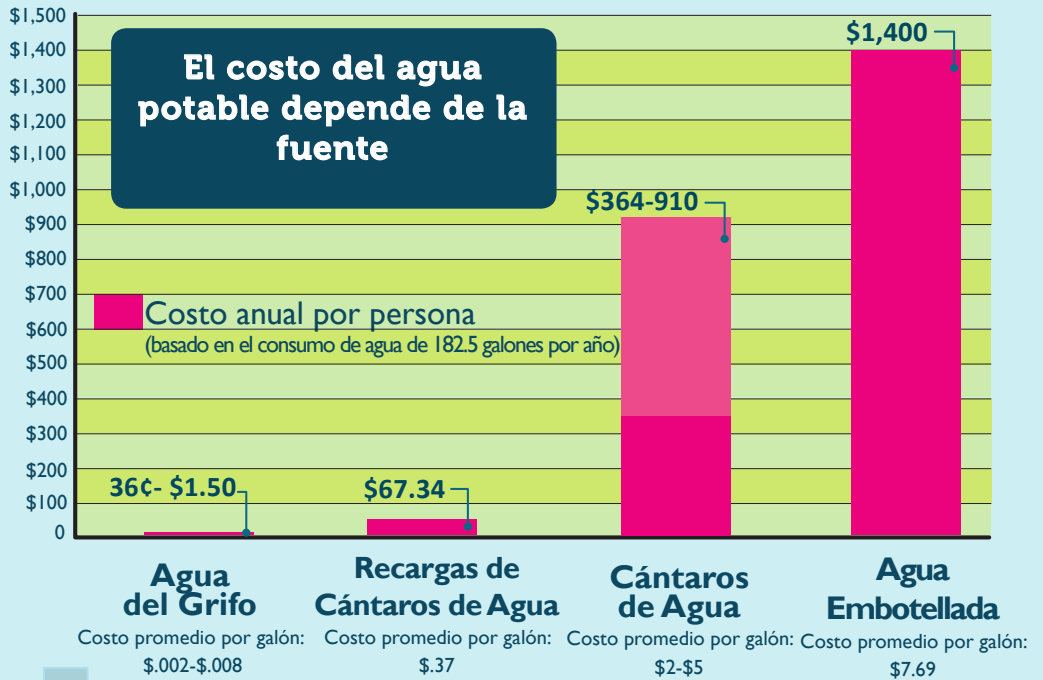 $1,500
$1,400
$1,300
$1,200
$1,100
$1,000
$900
$800
$700
$600
$500
$400
$300
$200
$100
0
El costo del agua
potable depende de la
fuente
Costo anual por persona
(basado en el consumo de agua de 182.5 galones por año)
36¢- $1.50
$67.34
$364-910
$1,400
Agua
del Grifo
Costo promedio por galón:
$.002-$.008
Recargas de
Cántaros de Agua
Costo promedio por galón:
$.37
Cántaros
de Agua
Costo promedio por galón:
$2-$5
Agua
Embotellada
Costo promedio por galón:
$7.69